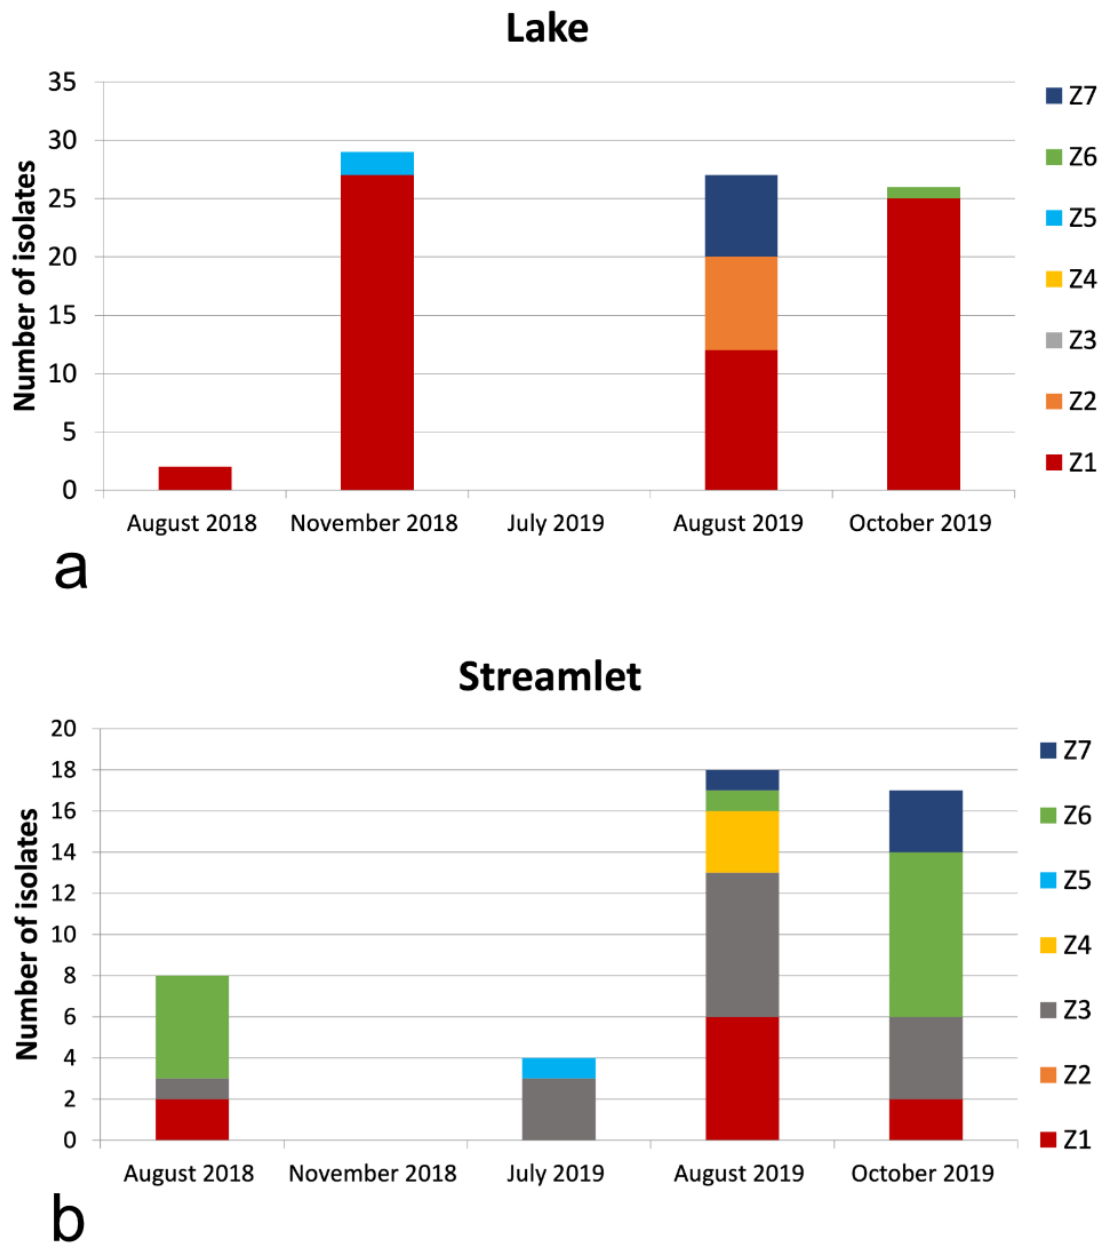 Lake
Number of isolates
35
30
25
20
15
10
5
0
August 2018 November 2018 July 2019 August 2019 October 2019
Z7
Z6
Z5
Z4
Z3
Z2
Z1
a
Streamlet
Number of isolates
20
18
16
14
12
10
8
6
4
2
0
August 2018 November 2018 July 2019 August 2019 October 2019
Z7
Z6
Z5
Z4
Z3
Z2
Z1
b